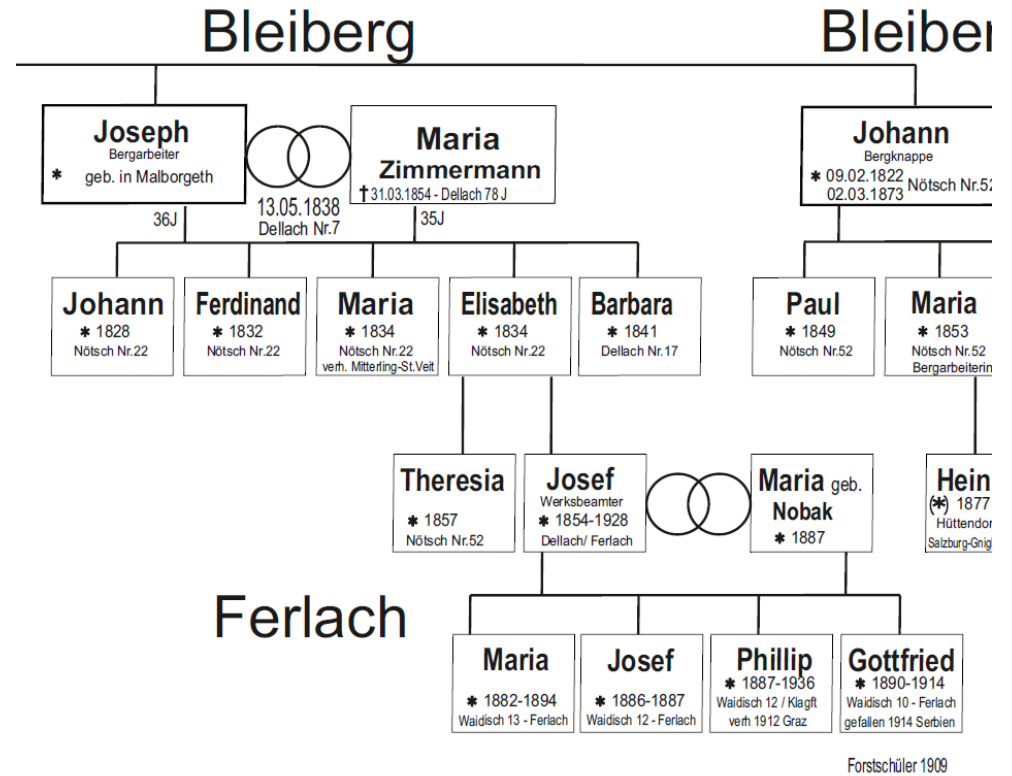 Bleiberg
Bleiber
Joseph
Bergarbeiter
* geb. in Malborgeth
Maria
Zimmermann
†31.03.1854 - Dellach 78 J
Johann
Bergknappe
* 09.02.1822
02.03.1873
Nötsch Nr.52
36J
13.05.1838
Dellach Nr.7
35J
Johann
* 1828
Nötsch Nr.22
Ferdinand
* 1832
Nötsch Nr.22
Maria
* 1834
Nötsch Nr.22
verh. Mitterling-St.Veit
Elisabeth
* 1834
Nötsch Nr.22
Barbara
* 1841
Dellach Nr.17
Paul
* 1849
Nötsch Nr.52
Maria
* 1853
Nötsch Nr.52
Bergarbeiterin
Theresia
* 1857
Nötsch Nr.52
Josef
Werksbeamter
* 1854-1928
Dellach/ Ferlach
Maria geb.
Nobak
* 1887
Hein
(*) 1877
Hüttendor
Salzburg-Gnig
Ferlach
Maria
* 1882-1894
Waidisch 13 - Ferlach
Josef
* 1886-1887
Waidisch 12 - Ferlach
Phillip
* 1887-1936
Waidisch 12 / Klagft
verh 1912 Graz
Gottfried
* 1890-1914
Waidisch 10 - Ferlach
gefallen 1914 Serbien
Forstschüler 1909